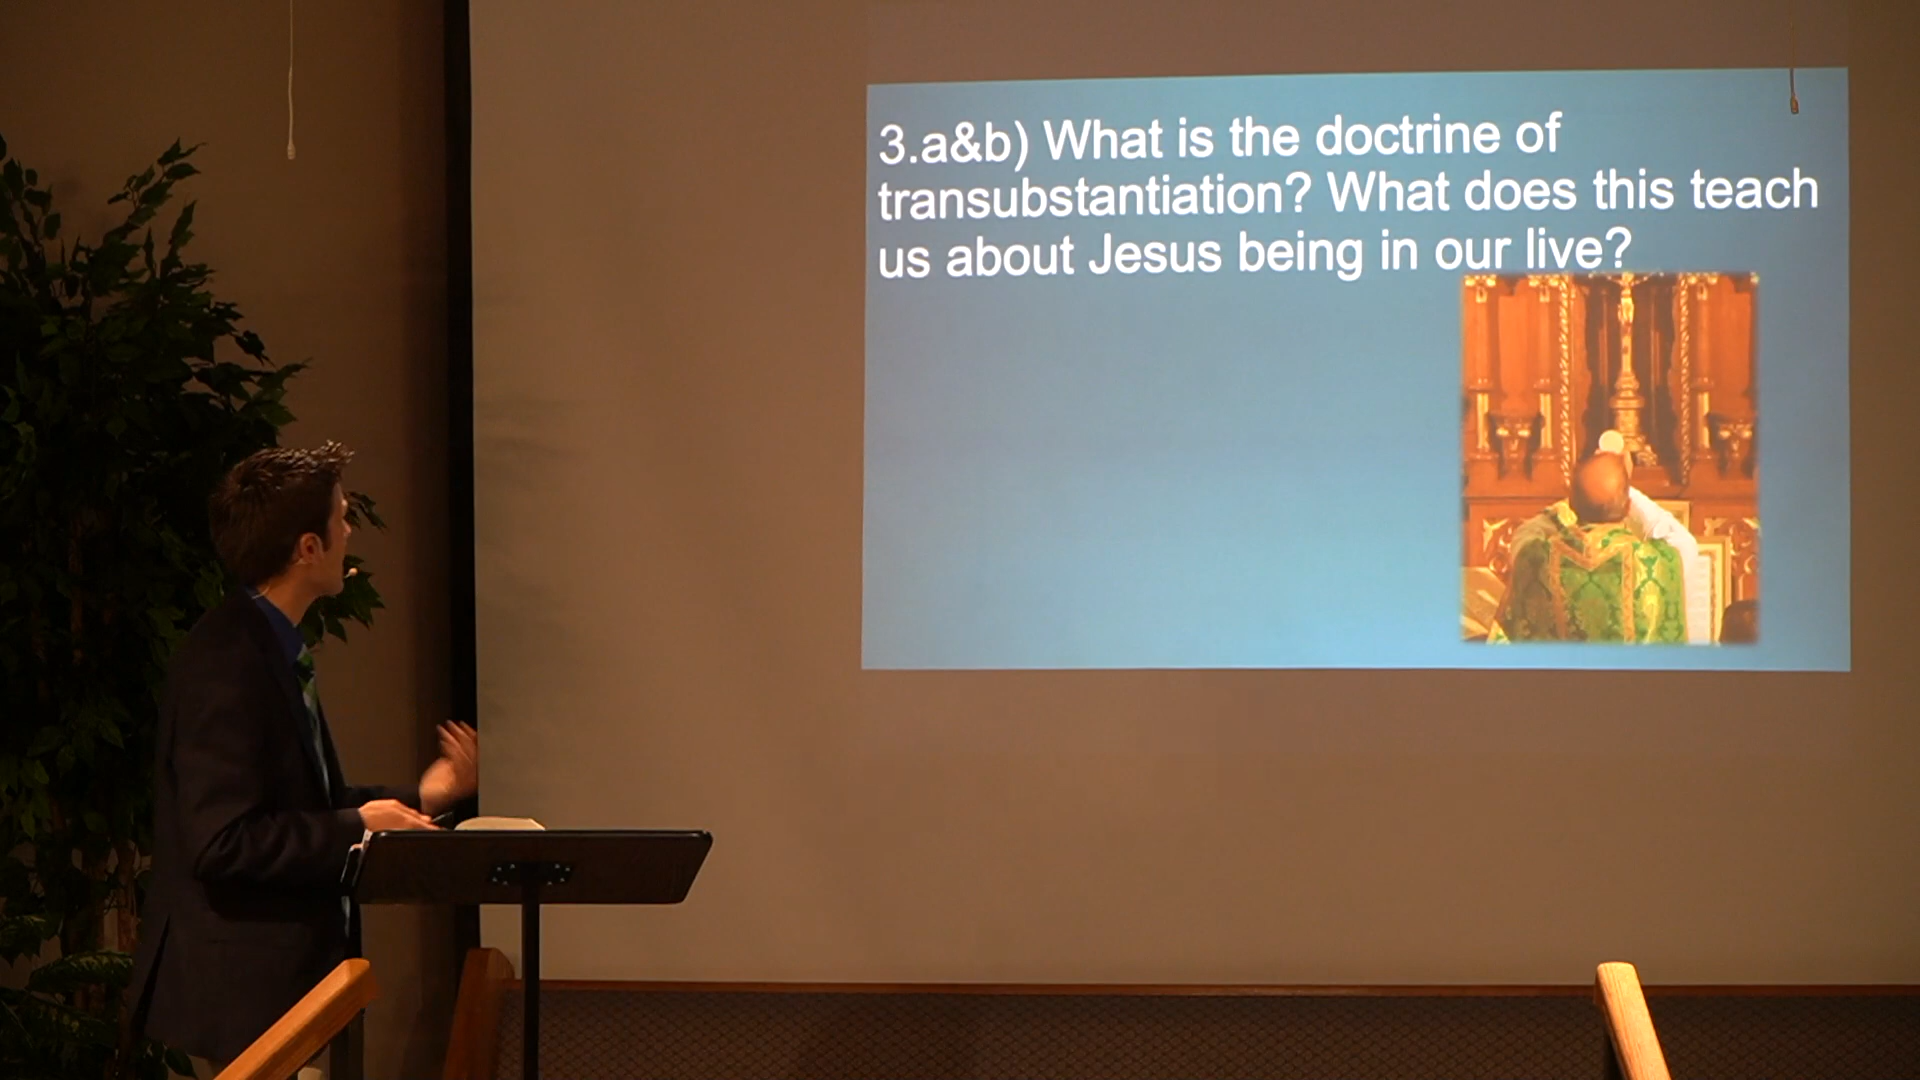 3.a&b) What is the doctrine of
transubstantiation? What does this teach
us about Jesus being in our live?